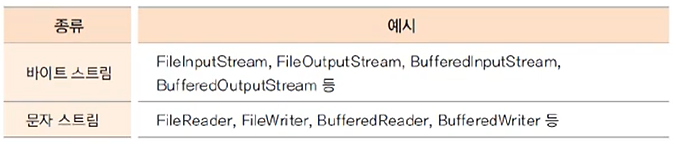 종류 예시
바이트 스트림 FileInputStream, FileOutputStream, BufferedInputStream,
BufferedOutputStream 등
문자 스트림 FileReader, FileWriter, BufferedReader, BufferedWriter 등